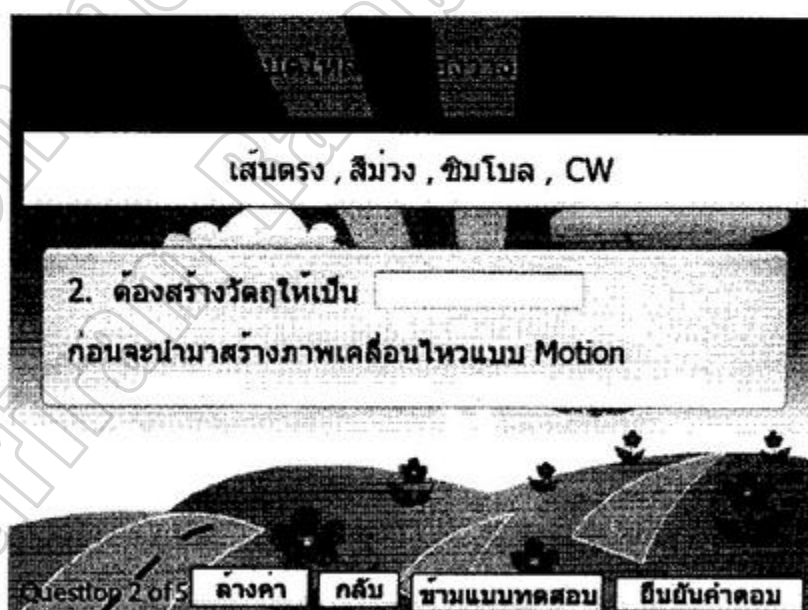 เส้นตรง , สีม่วง , ซิมโบล , CW
2. ต้องสร้างวัตถุให้เป็น
ก่อนจะนำมาสร้างภาพเคลื่อนไหวแบบ Motion
Question 2 of 5 ล้างค่า กลับ ข้ามแบบทดสอบ ยืนยันคำตอบ